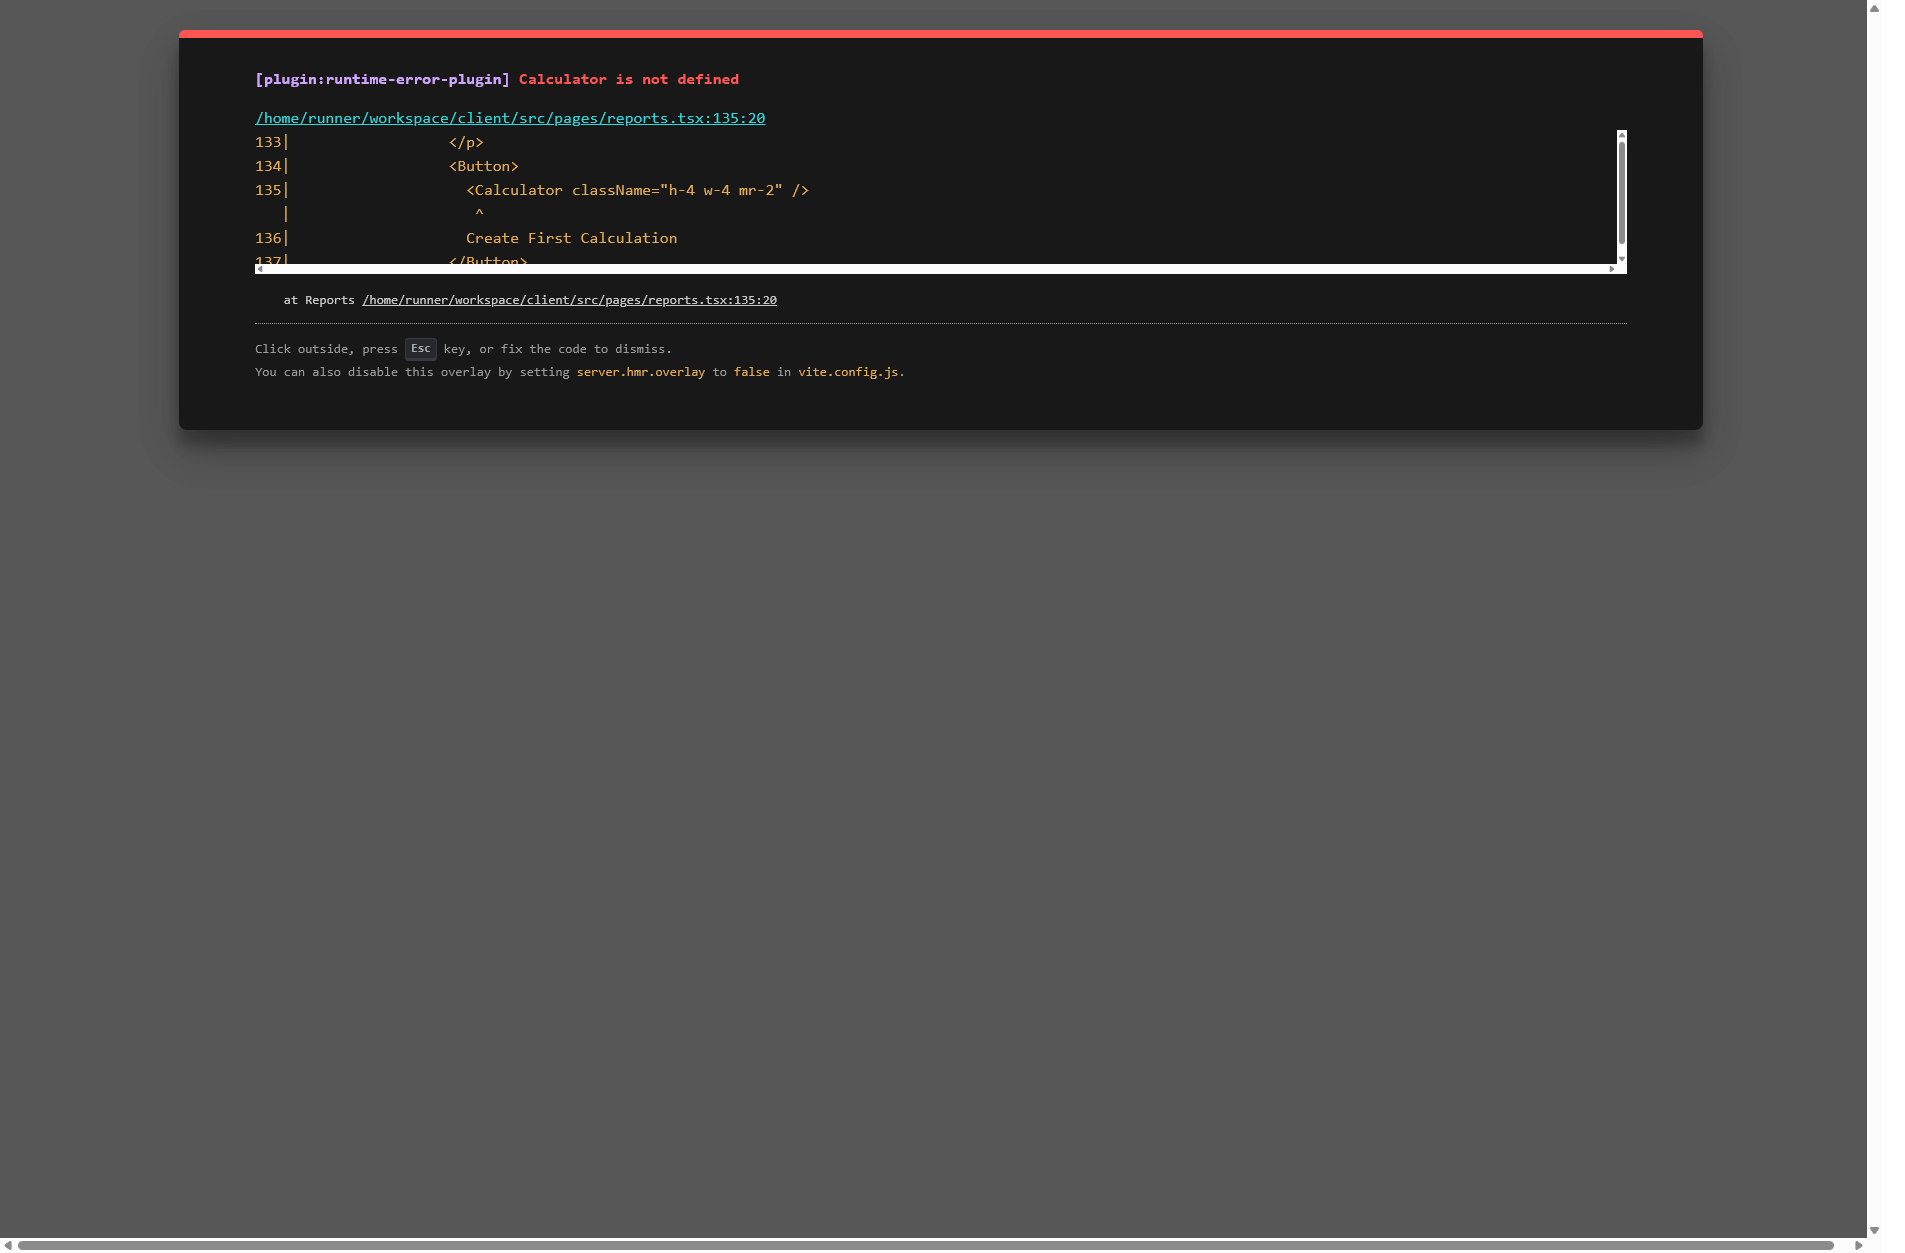 [plugin:runtime-error-plugin] Calculator is not defined
/home/runner/workspace/client/src/pages/reports.tsx:135:20
133|                  </p>
134|                  <Button>
135|                    <Calculator className="h-4 w-4 mr-2" />
   |                     ^
136|                    Create First Calculation
137|                  </Button>
at Reports /home/runner/workspace/client/src/pages/reports.tsx:135:20
Click outside, press Esc key, or fix the code to dismiss.
You can also disable this overlay by setting server.hmr.overlay to false in vite.config.js.